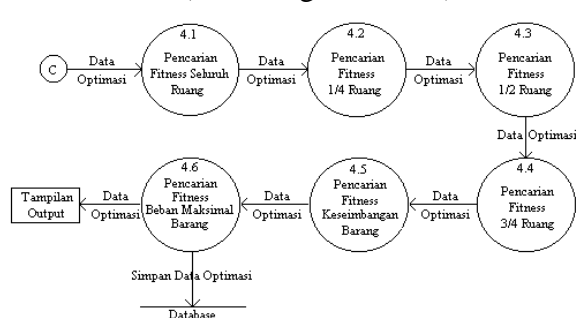 4.1
Pencarian
Fitness Seluruh
Ruang
4.2
Pencarian
Fitness
1/4 Ruang
4.3
Pencarian
Fitness
1/2 Ruang
C
Data
Optimasi
Data
Optimasi
Data
Optimasi
Data Optimasi
4.4
Pencarian
Fitness
3/4 Ruang
Data
Optimasi
4.5
Pencarian
Fitness
Keseimbangan
Barang
Data
Optimasi
4.6
Pencarian
Fitness
Beban Maksimal
Barang
Data
Optimasi
Tampilan
Output
Simpan Data Optimasi
Database